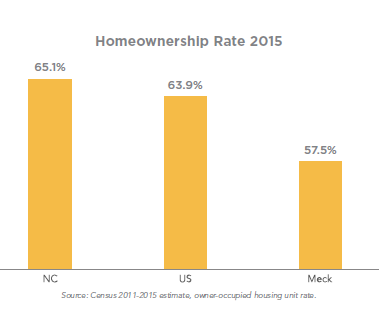 Homeownership Rate 2015
65.1%
63.9%
57.5%
NC US Meck
Source: Census 2011-2015 estimate, owner-occupied housing unit rate.